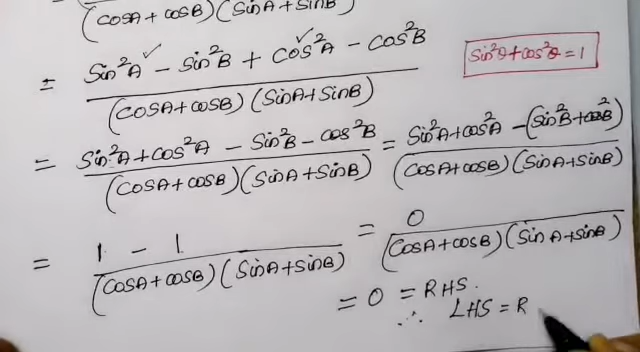 (cosA + cosB) (SinA + SinB)
= Sin²A - Sin²B + Cos²A - Cos²B / (COSA + COSB) (SinA + SinB)
Sin²θ + cos²θ = 1
= Sin²A + Cos²A - Sin²B - cos²B / (COSA + COSB) (SinA + SinB) = Sin²A + cos²A - (Sin²B + cos²B) / (COSA + COSB) (SinA + SinB)
= 1 - 1 / (COSA + COSB) (SinA + SinB) = 0 / (COSA + COSB) (SinA + SinB)
= 0 = RHS.
∴ LHS = R